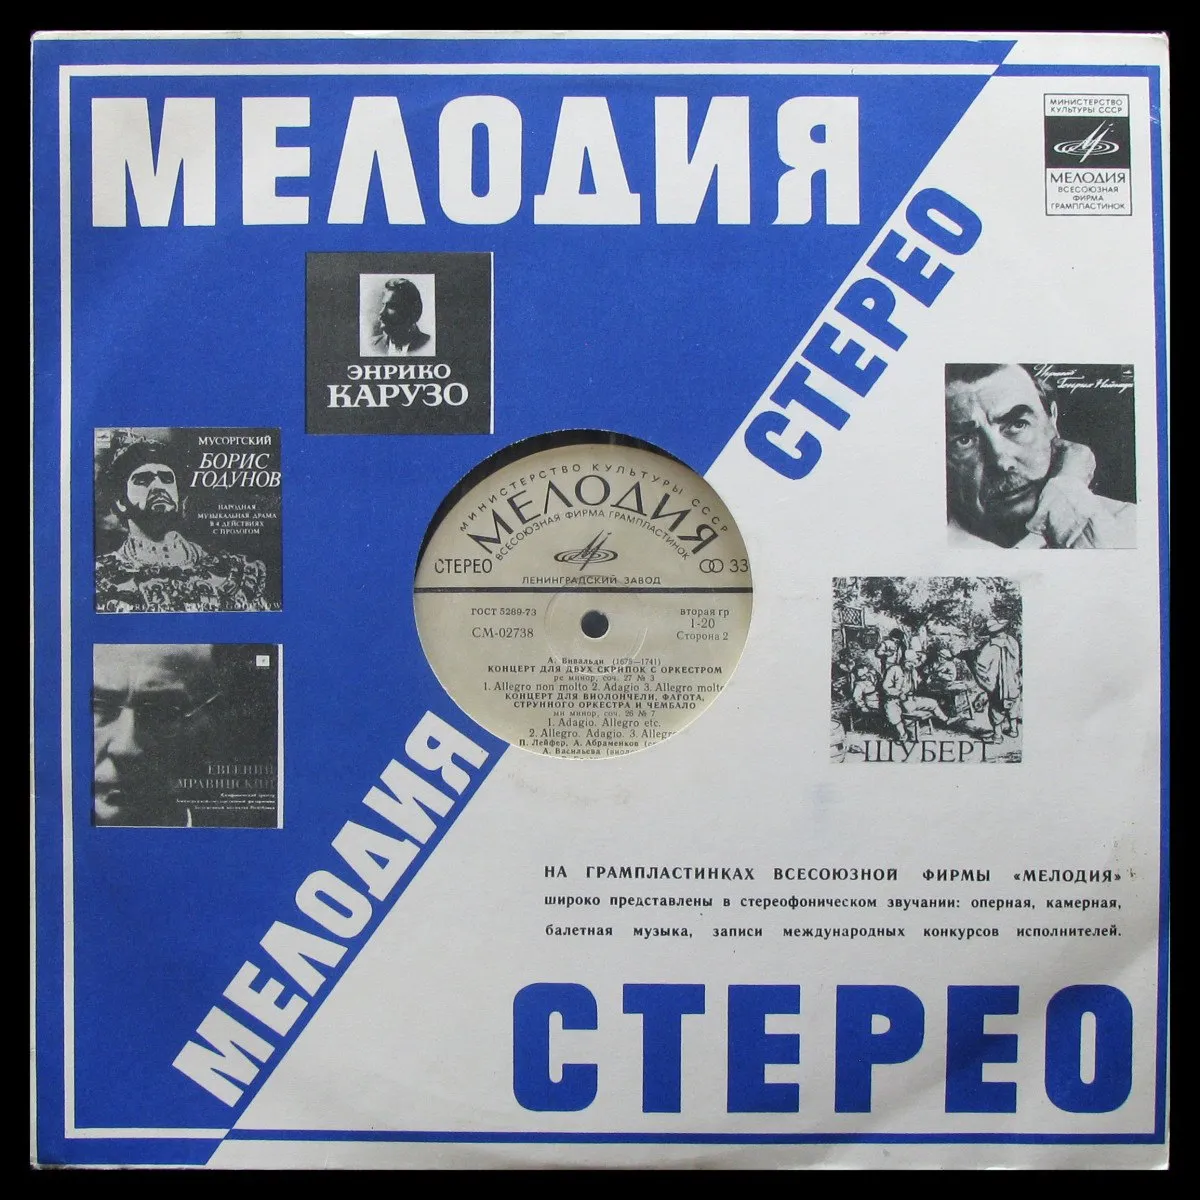 МЕЛОДИЯ
МИНИСТЕРСТВО
КУЛЬТУРЫ СССР
МЕЛОДИЯ
ВСЕСОЮЗНАЯ
ФИРМА
ГРАМПЛАСТИНОК
СТЕРЕО
ЭНРИКО
КАРУЗО
МУСОРГСКИЙ
БОРИС
ГОДУНОВ
НАРОДНАЯ
МУЗЫКАЛЬНАЯ ДРАМА
В 4 ДЕЙСТВИЯХ
С ПРОЛОГОМ
ЕВГЕНИЙ
МРАВИНСКИЙ
ШУБЕРТ
МИНИСТЕРСТВО КУЛЬТУРЫ СССР
МЕЛОДИЯ
ВСЕСОЮЗНАЯ ФИРМА ГРАМПЛАСТИНОК
СТЕРЕО
33
ЛЕНИНГРАДСКИЙ ЗАВОД
ГОСТ 5289-73
вторая гр
СМ-02738
1-20
Сторона 2
А. Вивальди (1678—1741)
КОНЦЕРТ ДЛЯ ДВУХ СКРИПОК С ОРКЕСТРОМ
ре минор, соч. 27 № 3
1. Allegro non molto 2. Adagio 3. Allegro molto
КОНЦЕРТ ДЛЯ ВИОЛОНЧЕЛИ, ФАГОТА,
СТРУННОГО ОРКЕСТРА И ЧЕМБАЛО
ми минор, соч. 26 № 7
1. Adagio. Allegro etc.
2. Allegro. Adagio. 3. Allegr
П. Лейфер, А. Абраменков
А. Васильева
МЕЛОДИЯ
НА ГРАМПЛАСТИНКАХ ВСЕСОЮЗНОЙ ФИРМЫ «МЕЛОДИЯ»
широко представлены в стереофоническом звучании: оперная, камерная,
балетная музыка, записи международных конкурсов исполнителей.
СТЕРЕО